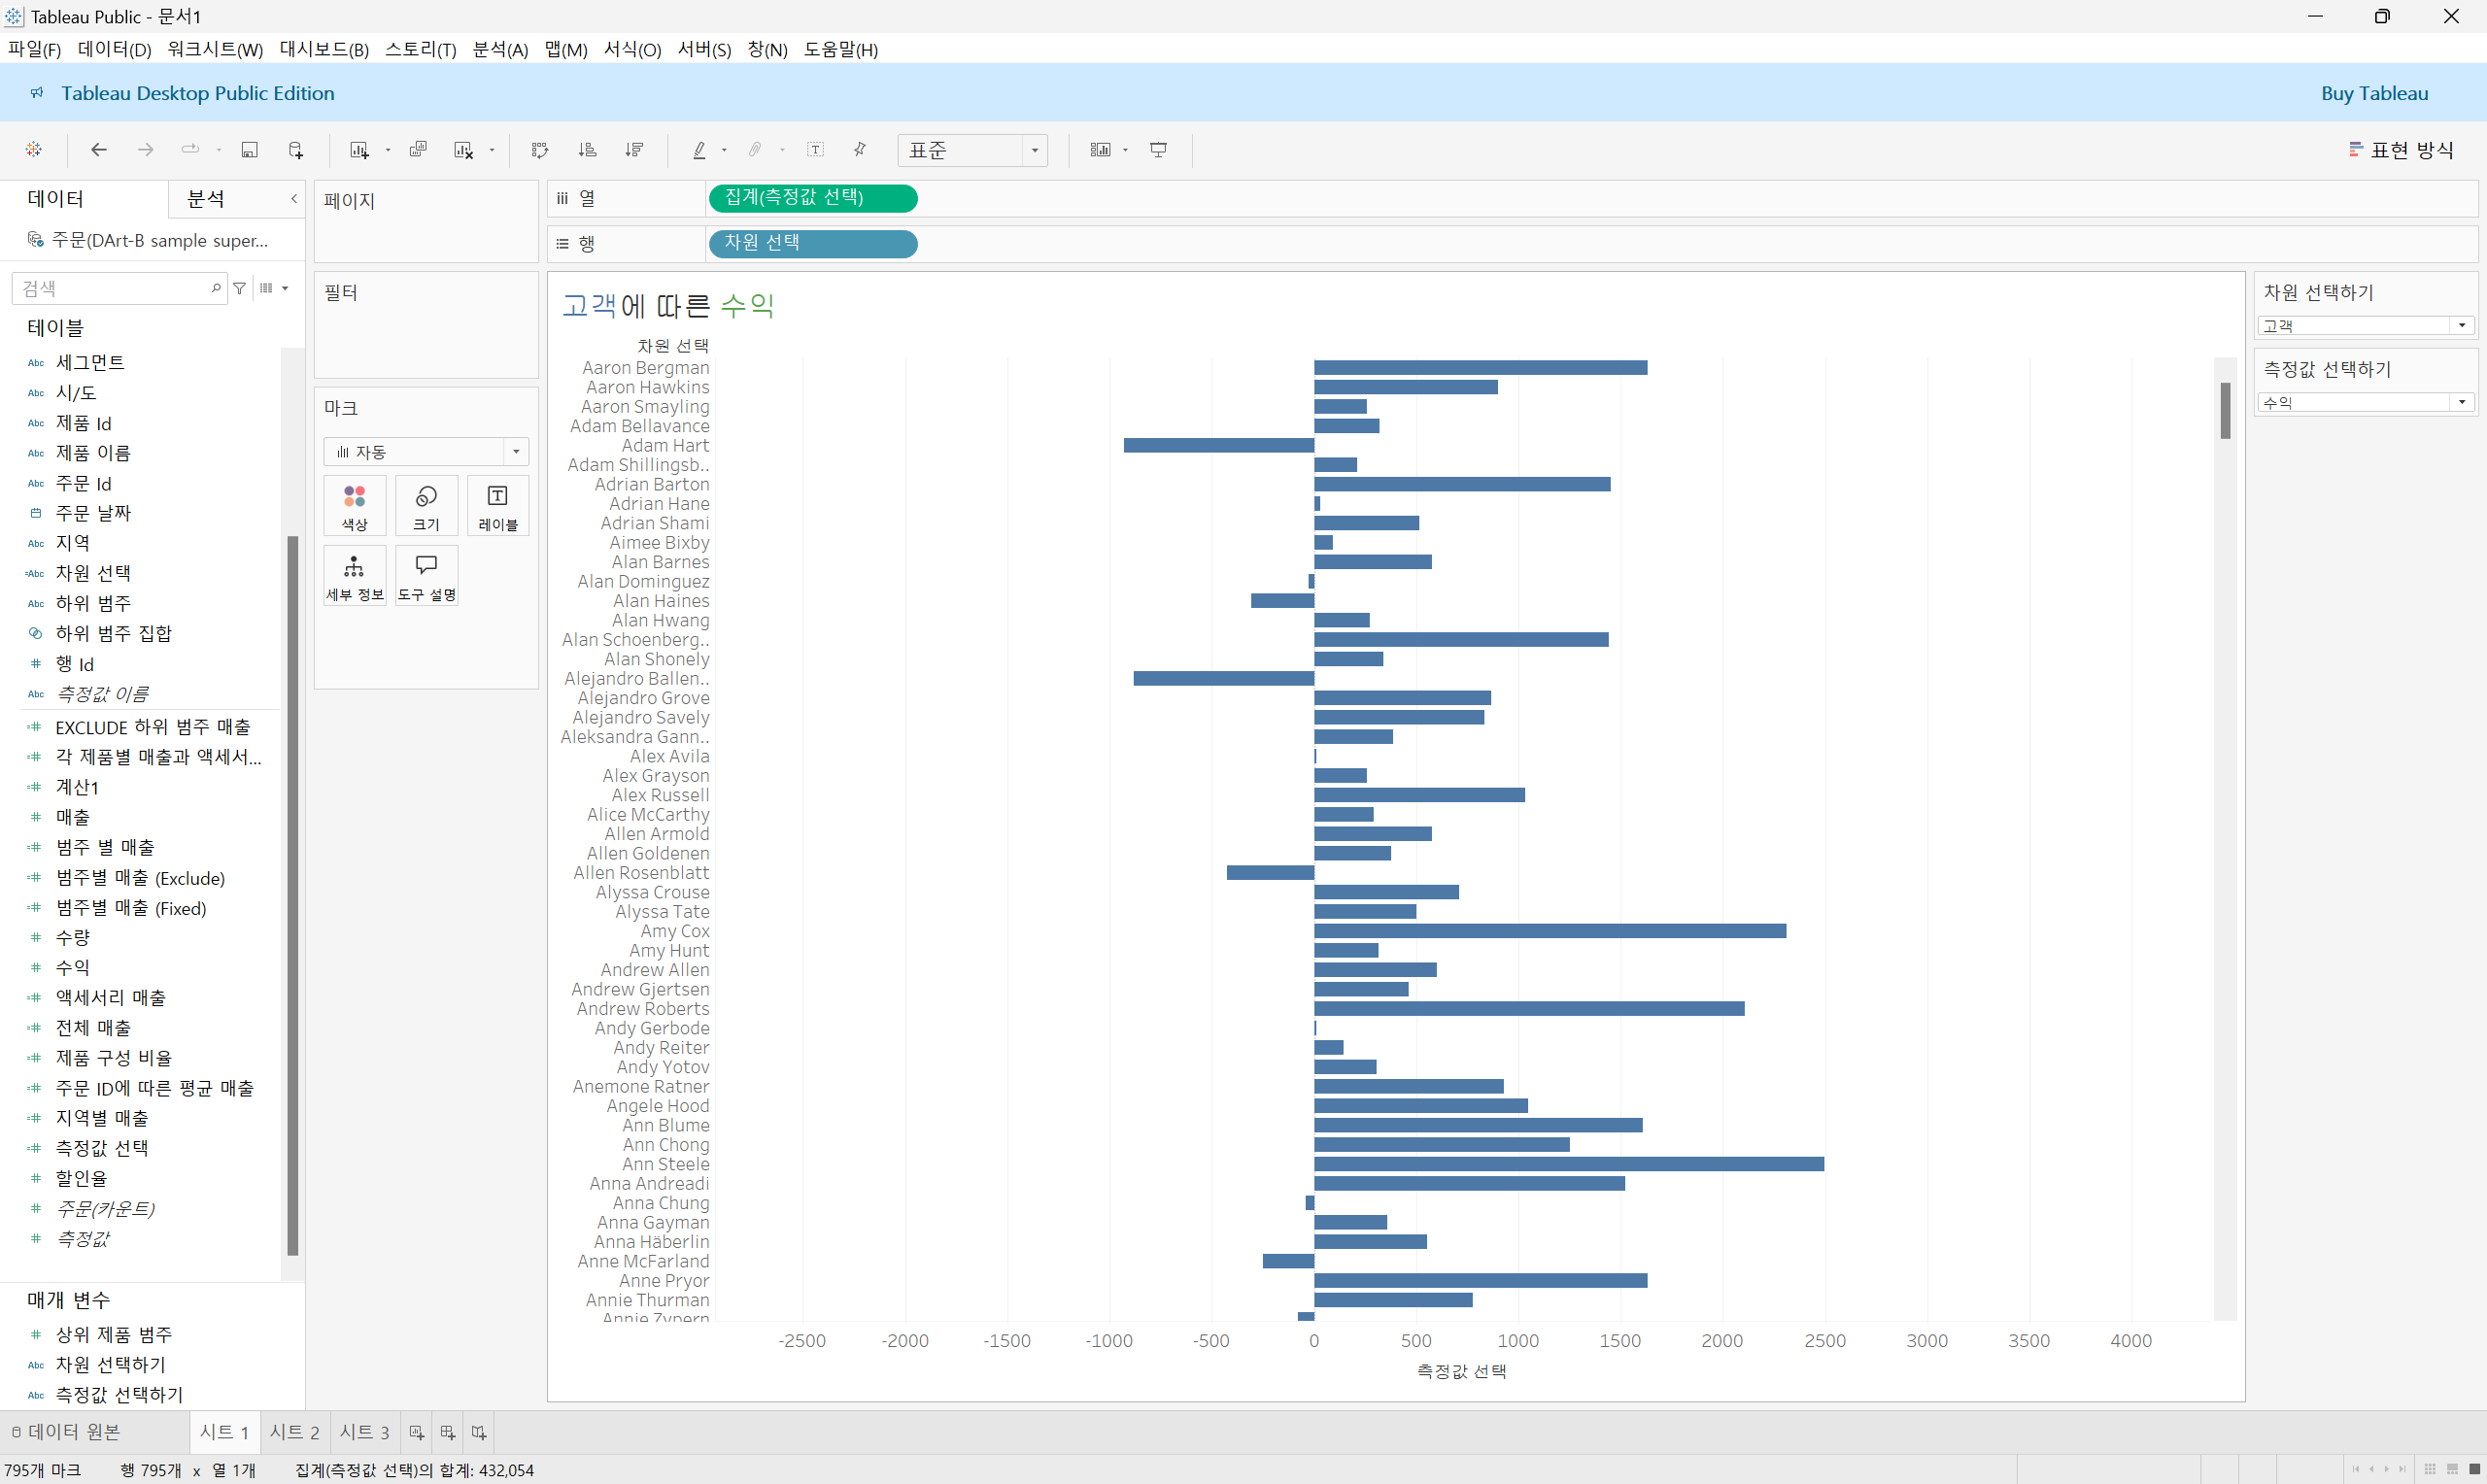 Tableau Public - 문서1
파일(F) 데이터(D) 워크시트(W) 대시보드(B) 스토리(T) 분석(A) 맵(M) 서식(O) 서버(S) 창(N) 도움말(H)
Tableau Desktop Public Edition
Buy Tableau
표준
표현 방식
데이터 분석
주문(DArt-B sample super...
검색
테이블
Abc 세그먼트
Abc 시/도
Abc 제품 Id
Abc 제품 이름
Abc 주문 Id
주문 날짜
Abc 지역
=Abc 차원 선택
Abc 하위 범주
하위 범주 집합
# 행 Id
Abc 측정값 이름
=# EXCLUDE 하위 범주 매출
=# 각 제품별 매출과 액세서...
=# 계산1
# 매출
=# 범주 별 매출
=# 범주별 매출 (Exclude)
=# 범주별 매출 (Fixed)
# 수량
# 수익
=# 액세서리 매출
=# 전체 매출
=# 제품 구성 비율
=# 주문 ID에 따른 평균 매출
=# 지역별 매출
=# 측정값 선택
# 할인율
# 주문(카운트)
# 측정값
매개 변수
# 상위 제품 범주
Abc 차원 선택하기
Abc 측정값 선택하기
페이지
필터
마크
자동
색상 크기 레이블
세부 정보 도구 설명
열 집계(측정값 선택)
행 차원 선택
고객에 따른 수익
차원 선택
Aaron Bergman
Aaron Hawkins
Aaron Smayling
Adam Bellavance
Adam Hart
Adam Shillingsb..
Adrian Barton
Adrian Hane
Adrian Shami
Aimee Bixby
Alan Barnes
Alan Dominguez
Alan Haines
Alan Hwang
Alan Schoenberg..
Alan Shonely
Alejandro Ballen..
Alejandro Grove
Alejandro Savely
Aleksandra Gann..
Alex Avila
Alex Grayson
Alex Russell
Alice McCarthy
Allen Armold
Allen Goldenen
Allen Rosenblatt
Alyssa Crouse
Alyssa Tate
Amy Cox
Amy Hunt
Andrew Allen
Andrew Gjertsen
Andrew Roberts
Andy Gerbode
Andy Reiter
Andy Yotov
Anemone Ratner
Angele Hood
Ann Blume
Ann Chong
Ann Steele
Anna Andreadi
Anna Chung
Anna Gayman
Anna Häberlin
Anne McFarland
Anne Pryor
Annie Thurman
Annie Zypern
-2500 -2000 -1500 -1000 -500 0 500 1000 1500 2000 2500 3000 3500 4000
측정값 선택
차원 선택하기
고객
측정값 선택하기
수익
데이터 원본 시트 1 시트 2 시트 3
795개 마크 행 795개 x 열 1개 집계(측정값 선택)의 합계: 432,054